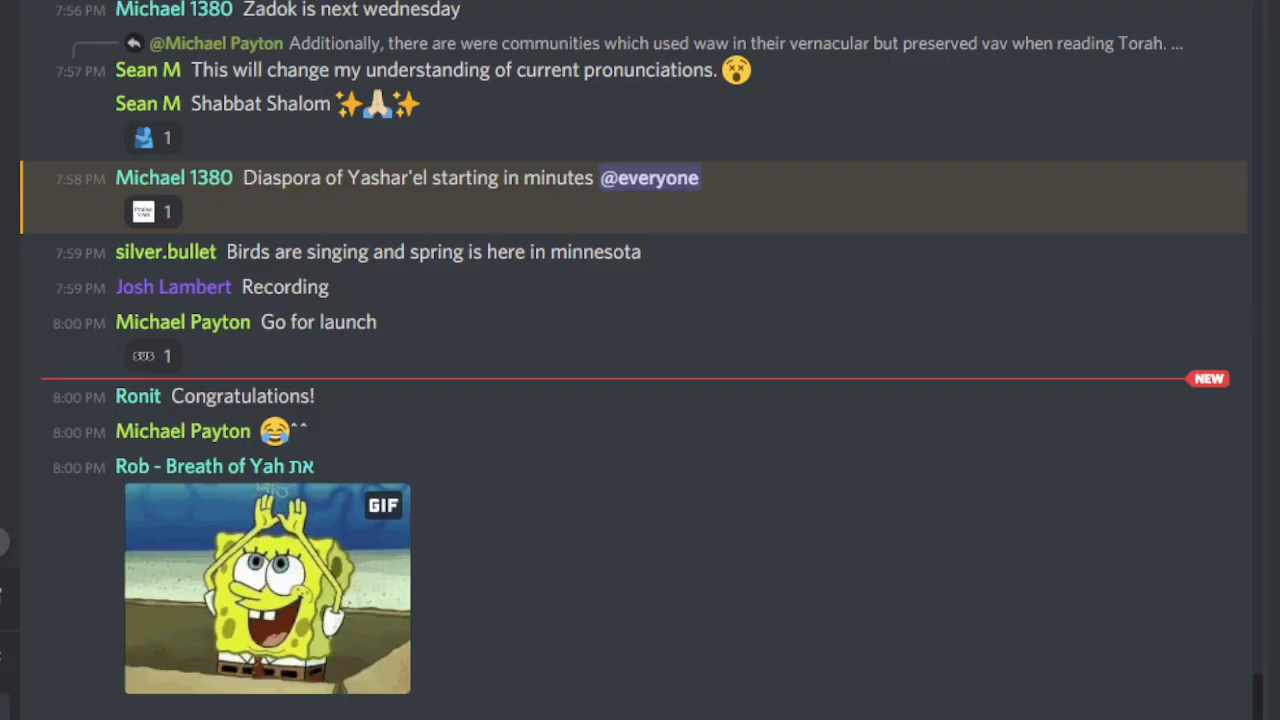 7:56 PM Michael 1380 Zadok is next wednesday
@Michael Payton Additionally, there are were communities which used waw in their vernacular but preserved vav when reading Torah. ...
7:57 PM Sean M This will change my understanding of current pronunciations. 😵
Sean M Shabbat Shalom ✨🙏🏼✨
1
7:58 PM Michael 1380 Diaspora of Yashar'el starting in minutes @everyone
1
7:59 PM silver.bullet Birds are singing and spring is here in minnesota
7:59 PM Josh Lambert Recording
8:00 PM Michael Payton Go for launch
SUS 1
NEW
8:00 PM Ronit Congratulations!
8:00 PM Michael Payton 😂^^
8:00 PM Rob - Breath of Yah את
GIF